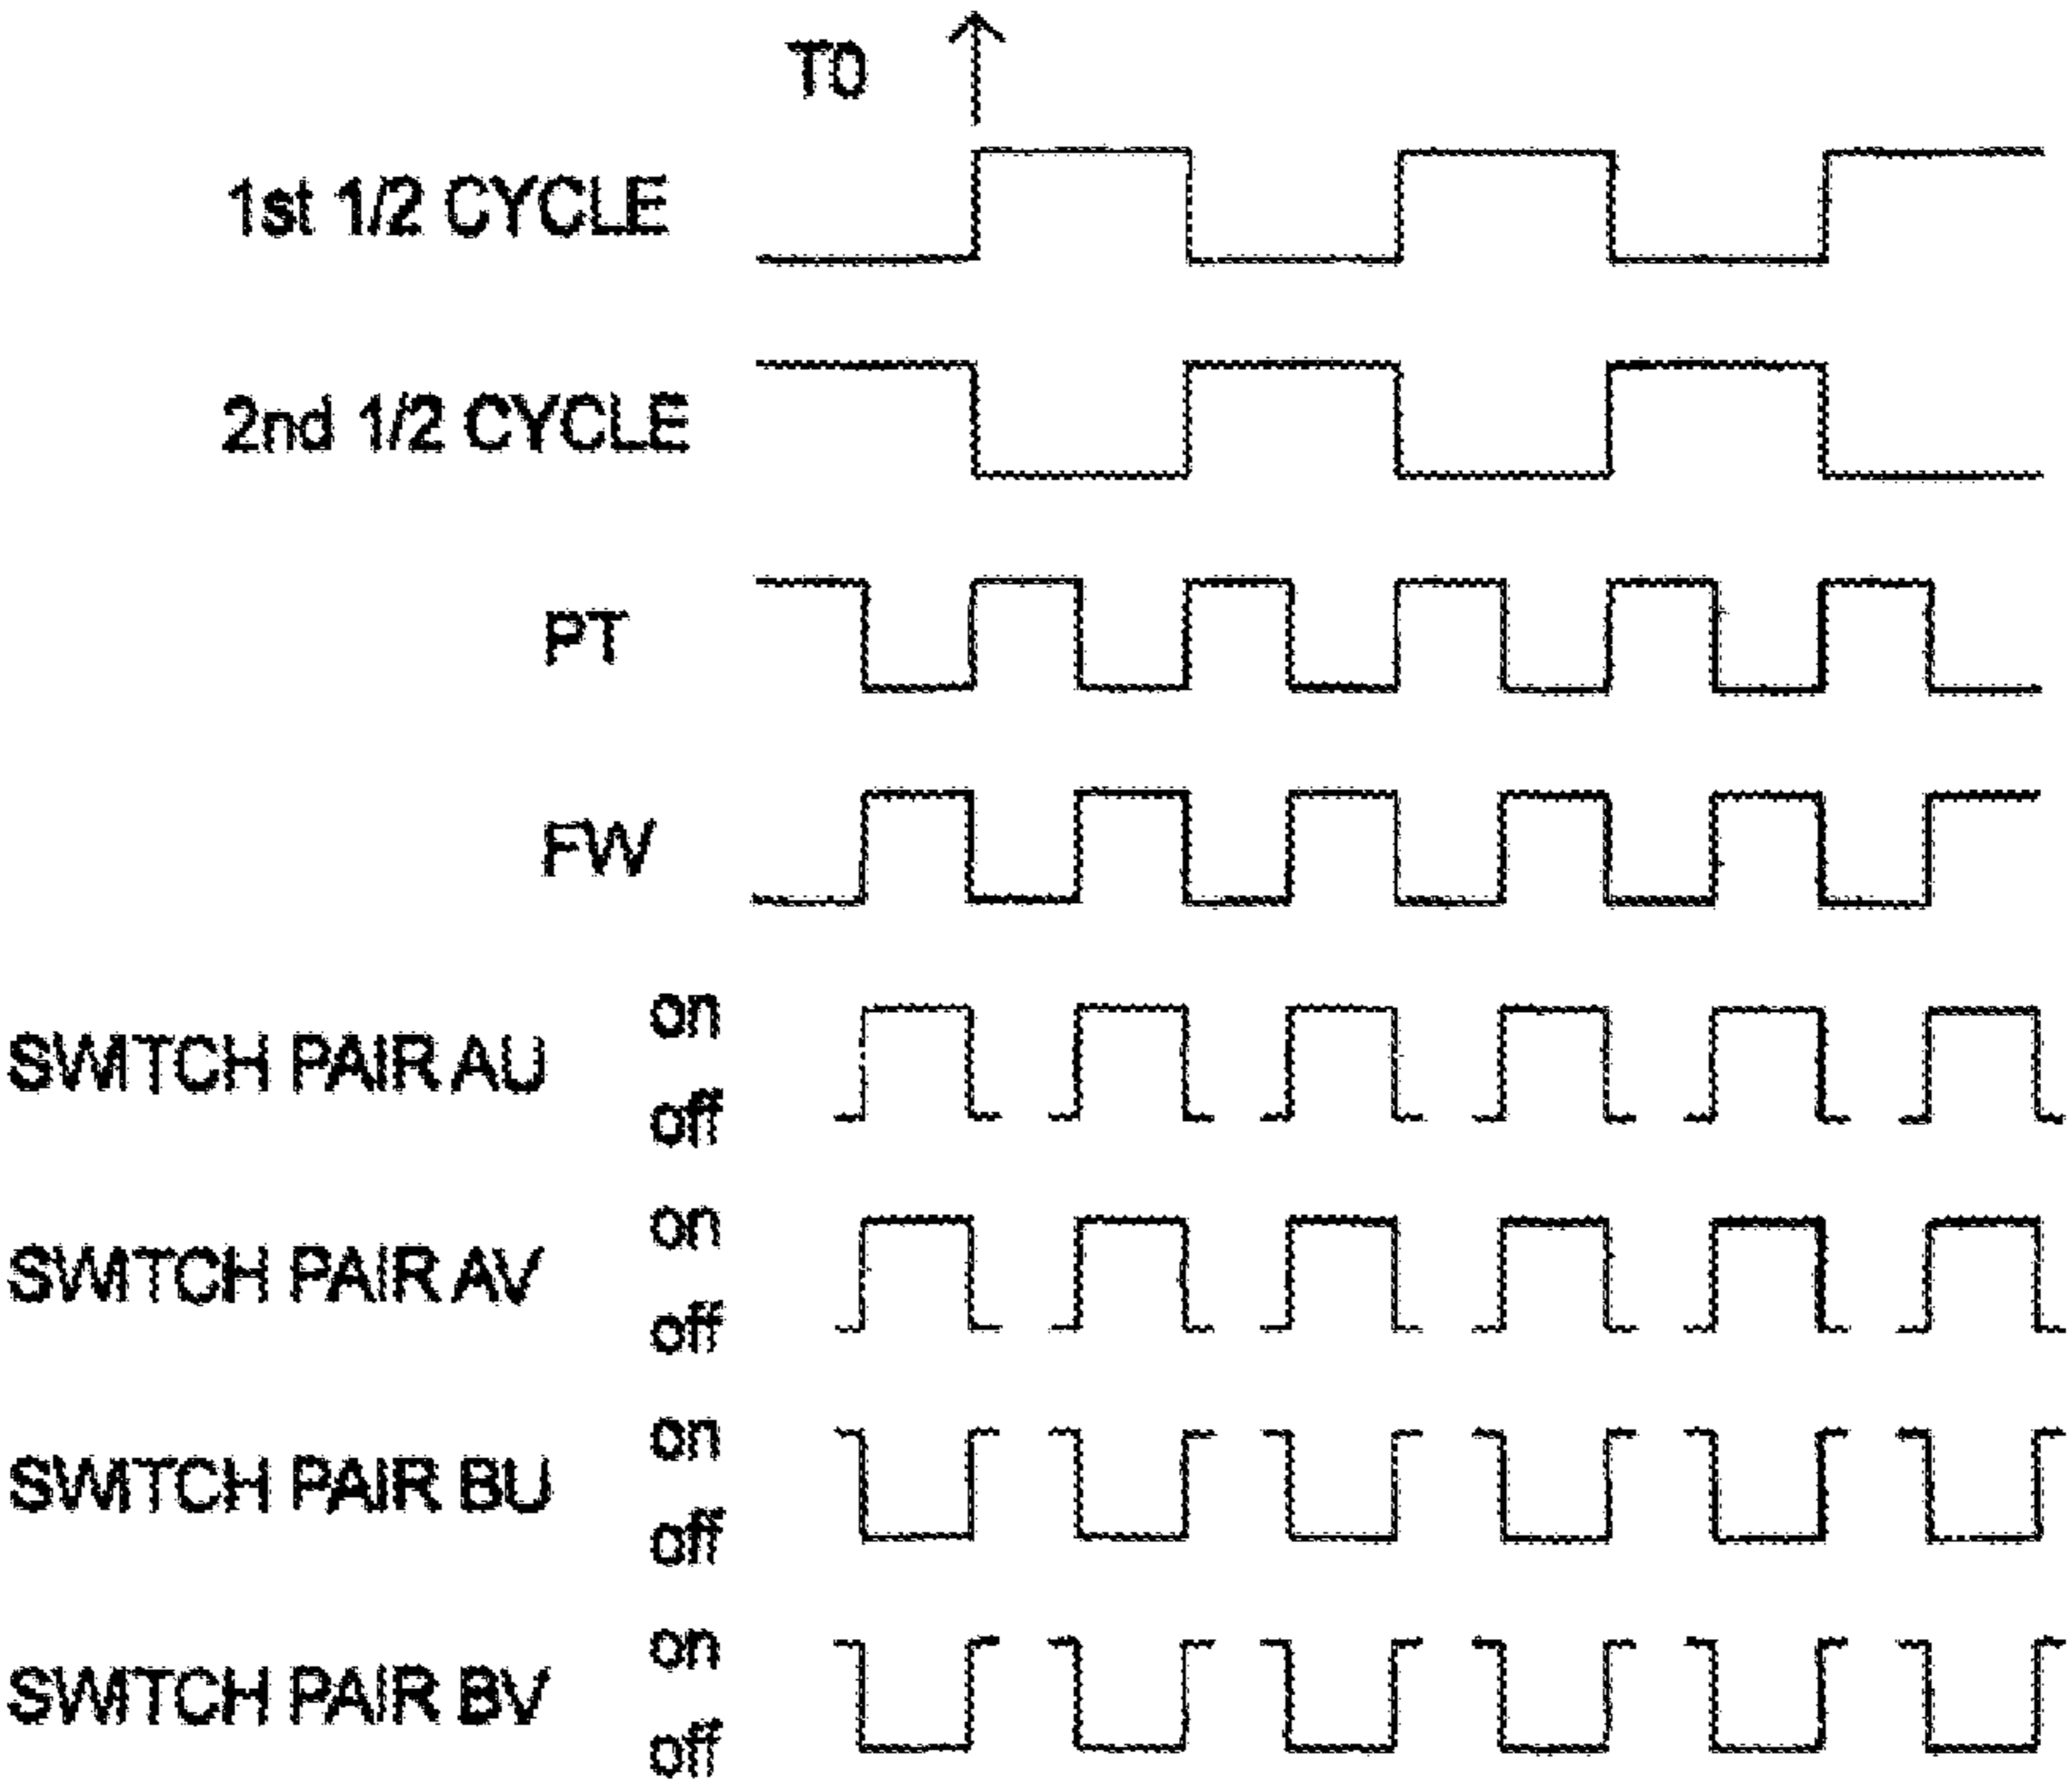 T0
1st 1/2 CYCLE
2nd 1/2 CYCLE
PT
FW
on
SWITCH PAIR AU
off
on
SWITCH PAIR AV
off
on
SWITCH PAIR BU
off
on
SWITCH PAIR BV
off